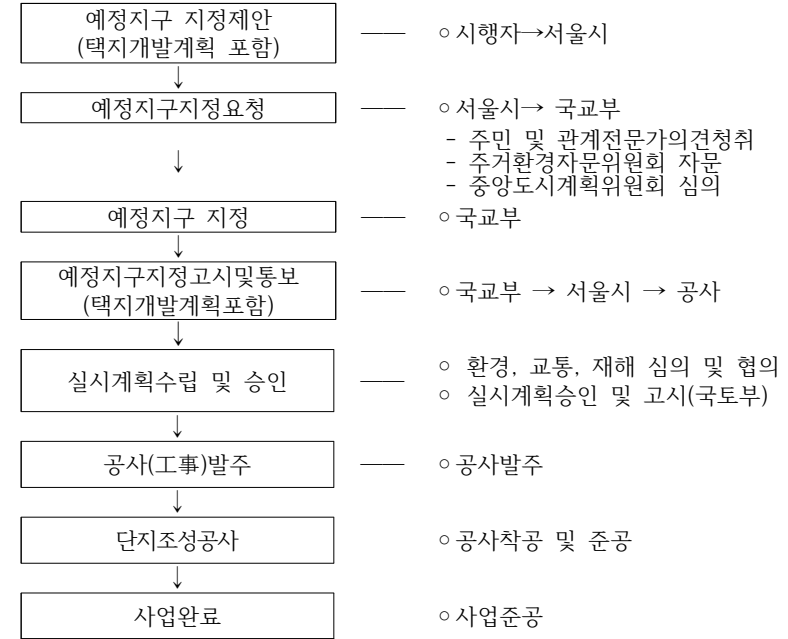 예정지구 지정제안
(택지개발계획 포함)
―― ○ 시행자→서울시
↓
예정지구지정요청 ―― ○ 서울시→ 국교부
- 주민 및 관계전문가의견청취
- 주거환경자문위원회 자문
- 중앙도시계획위원회 심의
↓
예정지구 지정 ―― ○ 국교부
↓
예정지구지정고시및통보
(택지개발계획포함)
―― ○ 국교부 → 서울시 → 공사
↓
실시계획수립 및 승인 ――
○ 환경, 교통, 재해 심의 및 협의
○ 실시계획승인 및 고시(국토부)
↓
공사(工事)발주 ―― ○ 공사발주
↓
단지조성공사 ○ 공사착공 및 준공
↓
사업완료 ○ 사업준공